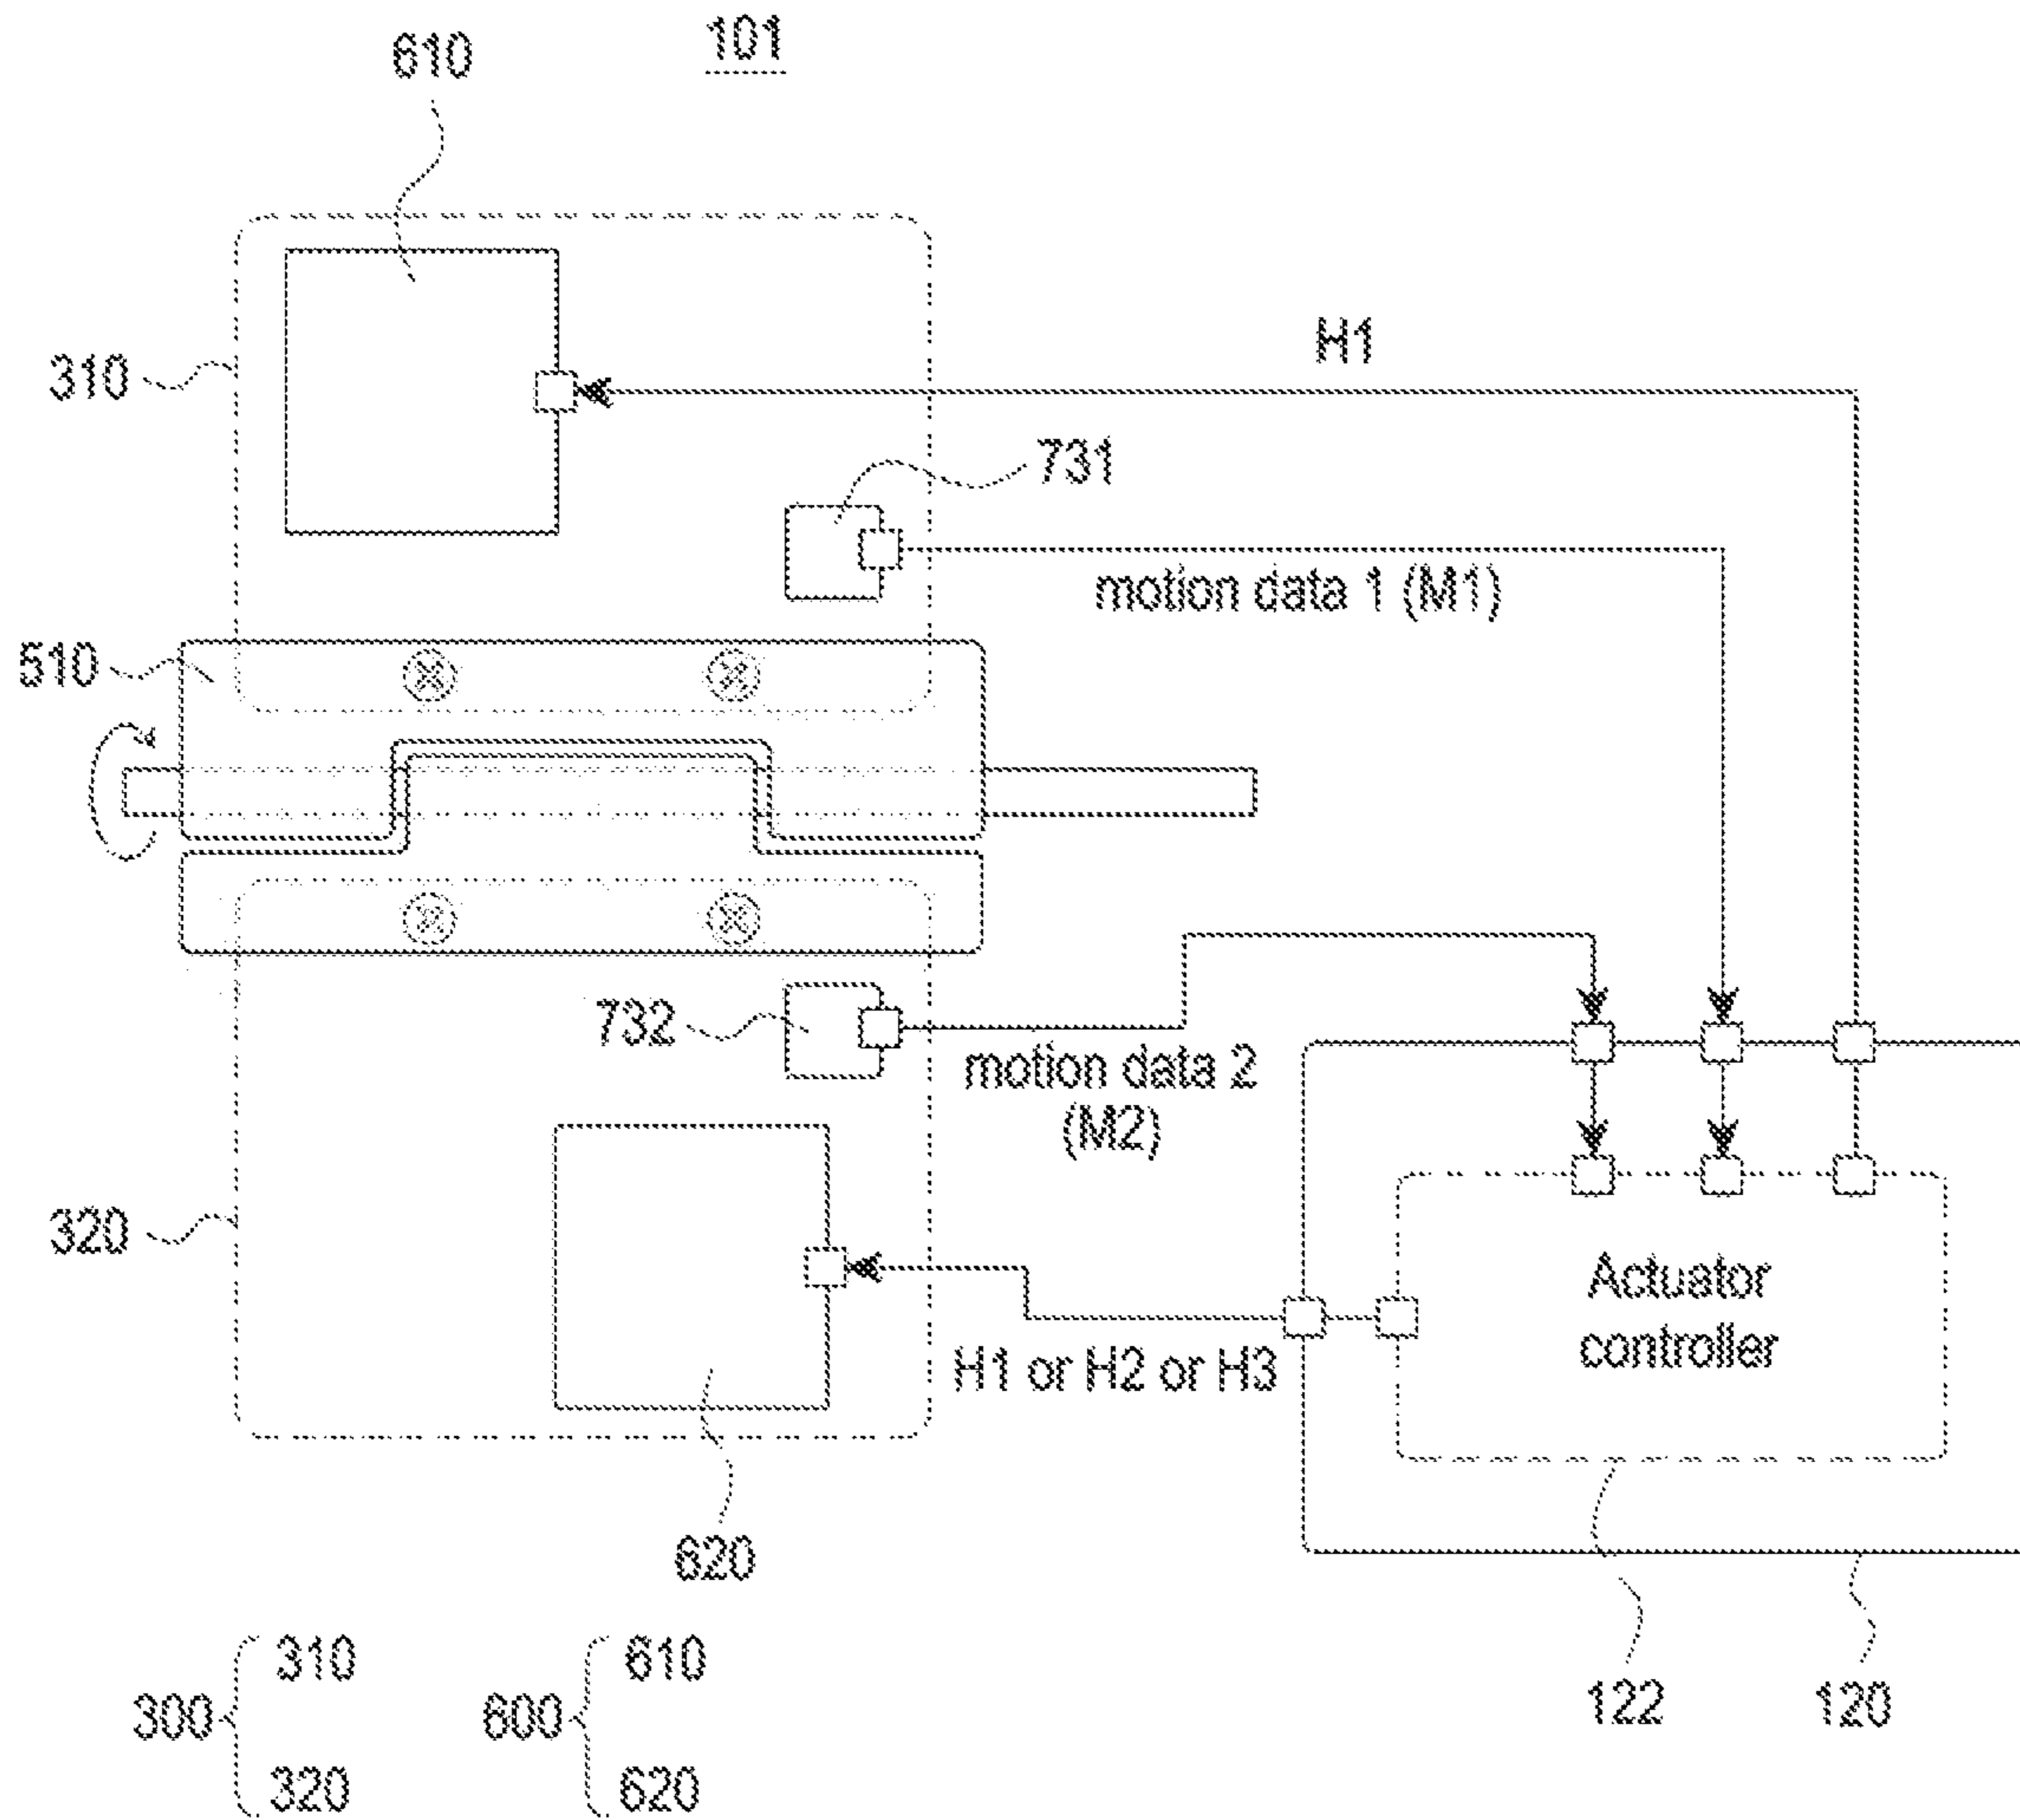 101
610
310
H1
731
motion data 1 (M1)
510
732
motion data 2
(M2)
320
Actuator
controller
H1 or H2 or H3
620
122
120
300
310
320
600
610
620